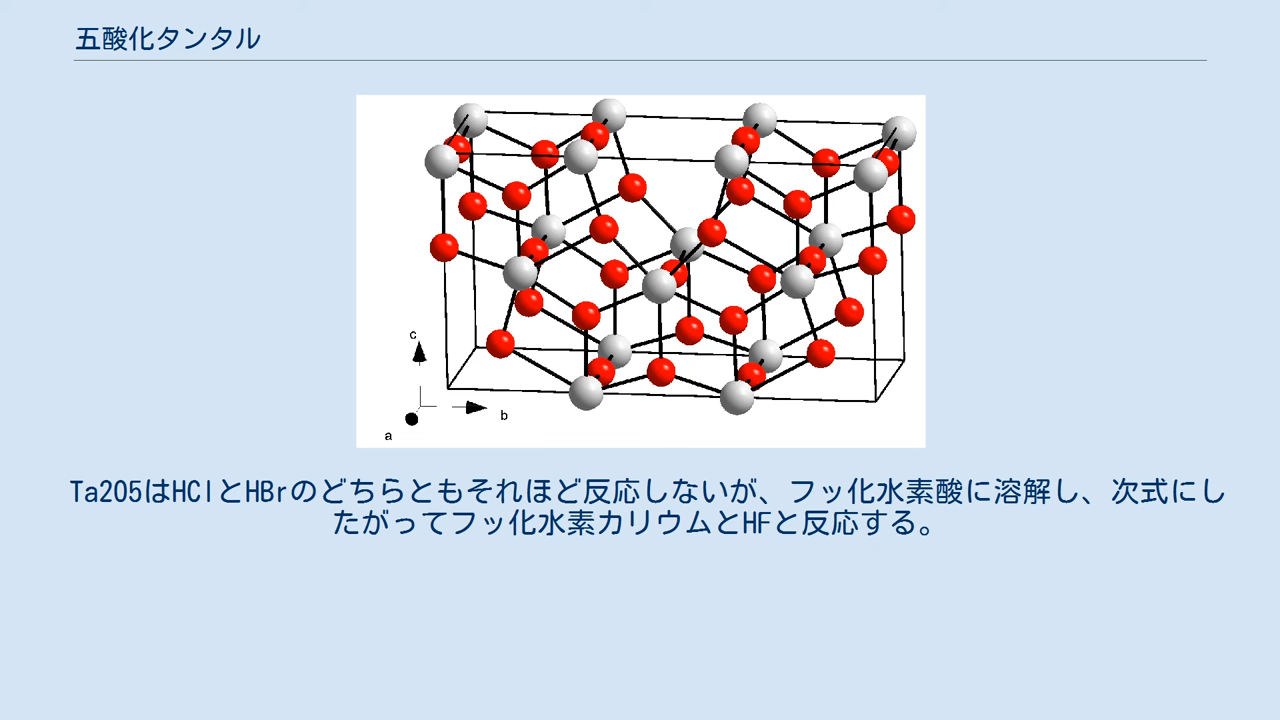 五酸化タンタル
c
b
a
Ta2O5はHClとHBrのどちらともそれほど反応しないが、フッ化水素酸に溶解し、次式にし
たがってフッ化水素カリウムとHFと反応する。